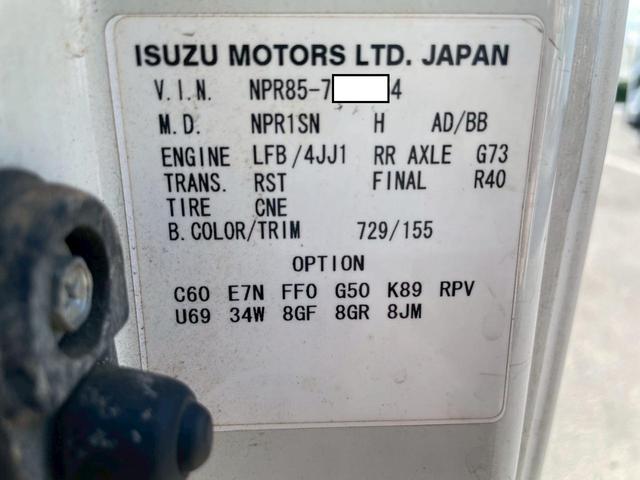 ISUZU MOTORS LTD. JAPAN
V.I.N. NPR85-7 4
M.D. NPR1SN H AD/BB
ENGINE LFB/4JJ1 RR AXLE G73
TRANS. RST FINAL R40
TIRE CNE
B.COLOR/TRIM 729/155
OPTION
C60 E7N FF0 G50 K89 RPV
U69 34W 8GF 8GR 8JM